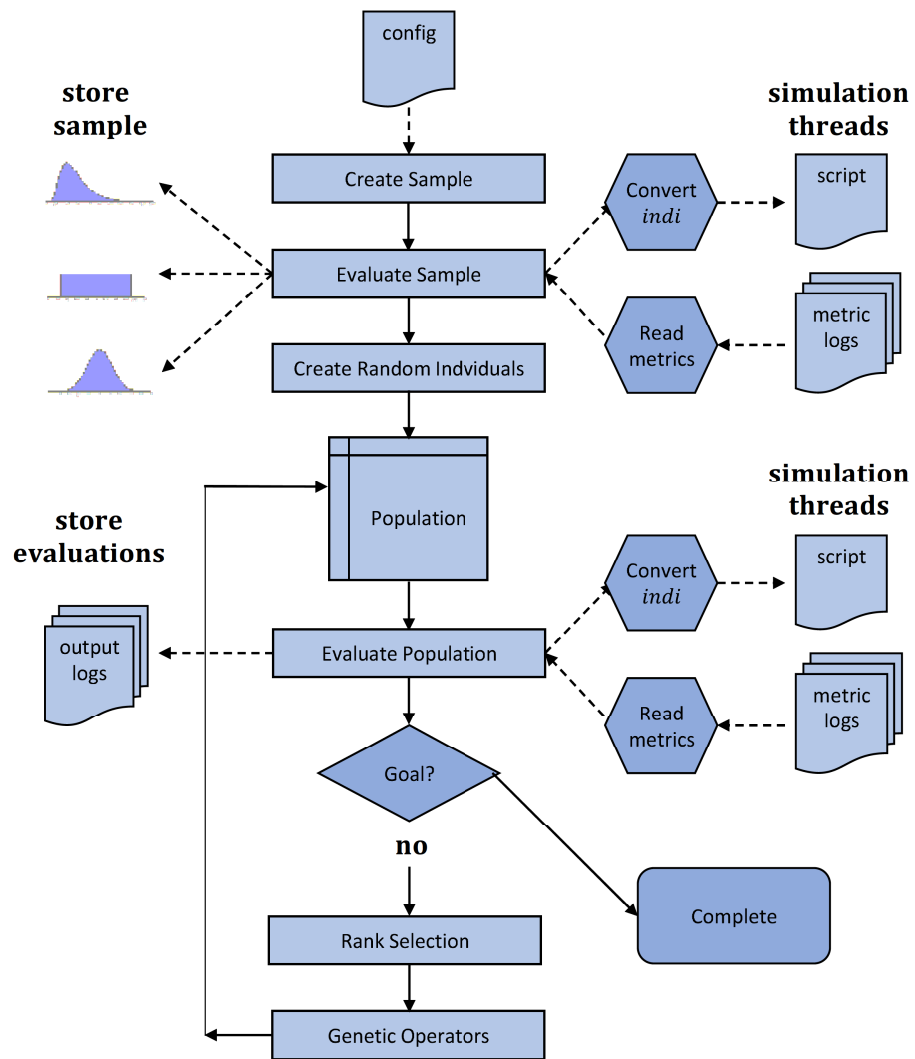 config
store
sample
simulation
threads
Create Sample
Convert
indi
script
Evaluate Sample
Read
metrics
metric
logs
Create Random Indviduals
Population
store
evaluations
simulation
threads
Convert
indi
script
Evaluate Population
output
logs
Read
metrics
metric
logs
Goal?
no
Complete
Rank Selection
Genetic Operators